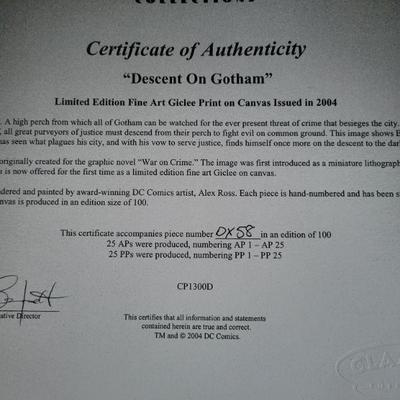 Certificate of Authenticity
“Descent On Gotham”
Limited Edition Fine Art Giclee Print on Canvas Issued in 2004
. A high perch from which all of Gotham can be watched for the ever present threat of crime that besieges the city.
, all great purveyors of justice must descend from their perch to fight evil on common ground. This image shows B
has seen what plagues his city, and with his vow to serve justice, finds himself once more on the descent to the dar
originally created for the graphic novel “War on Crime.” The image was first introduced as a miniature lithograph
is now offered for the first time as a limited edition fine art Giclee on canvas.
dered and painted by award-winning DC Comics artist, Alex Ross. Each piece is hand-numbered and has been s
nvas is produced in an edition size of 100.
This certificate accompanies piece number DX58 in an edition of 100
25 APs were produced, numbering AP 1 – AP 25
25 PPs were produced, numbering PP 1 – PP 25
CP1300D
ative Director
This certifies that all information and statements
contained herein are true and correct.
TM and © 2004 DC Comics.